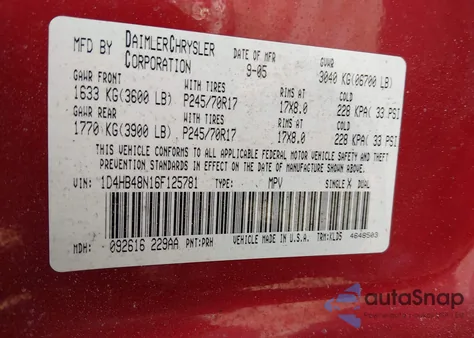 MFD BY DAIMLERCHRYSLER CORPORATION DATE OF MFR 9-05 GVWR 3040 KG(06700 LB)
GAWR FRONT WITH TIRES RIMS AT COLD
1633 KG(3600 LB) P245/70R17 17X8.0 228 KPA( 33 PSI
GAWR REAR WITH TIRES RIMS AT COLD
1770 KG(3900 LB) P245/70R17 17X8.0 228 KPA( 33 PSI
THIS VEHICLE CONFORMS TO ALL APPLICABLE FEDERAL MOTOR VEHICLE SAFETY AND THEFT
PREVENTION STANDARDS IN EFFECT ON THE DATE OF MANUFACTURE SHOWN ABOVE.
VIN: 1D4HB48N16F125781 TYPE: MPV SINGLE X DUAL
MDH: 092616 229AA PNT:PRH VEHICLE MADE IN U.S.A. TRM:KLD5 4648503
autoSnap